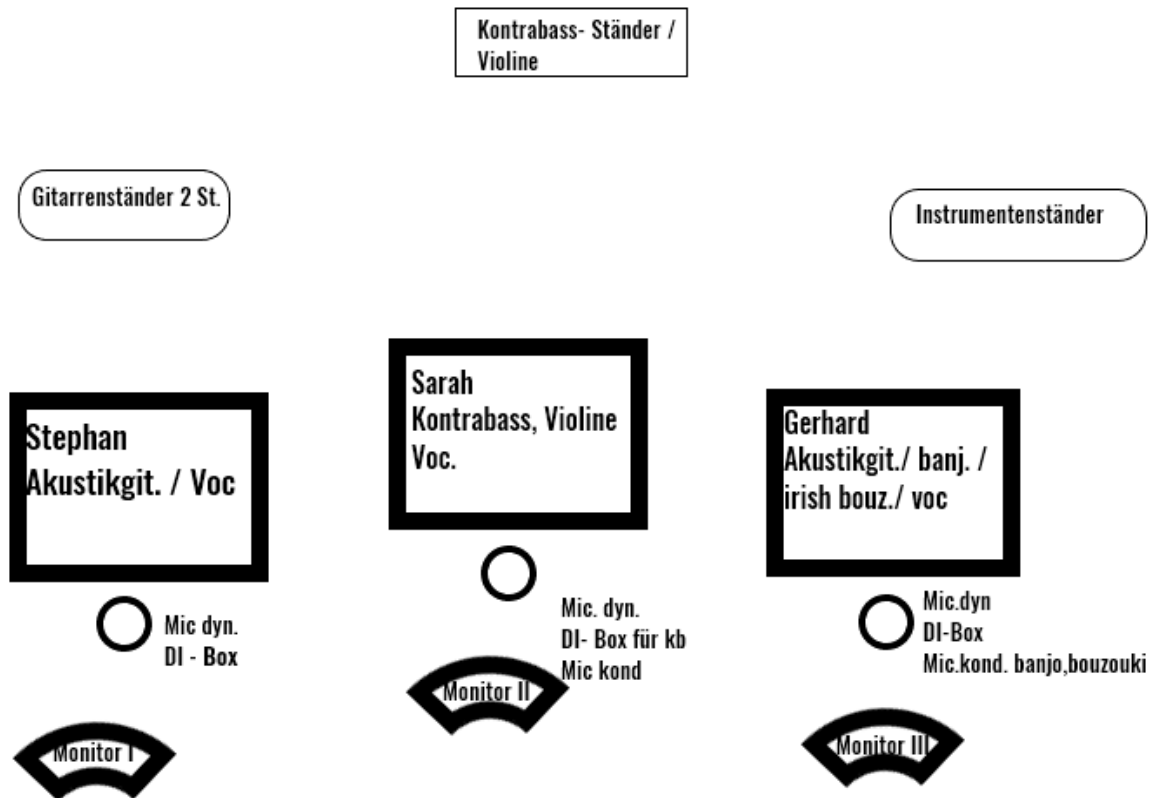 Kontrabass- Ständer /
Violine
Gitarrenständer 2 St.
Instrumentenständer
Stephan
Akustikgit. / Voc
Sarah
Kontrabass, Violine
Voc.
Gerhard
Akustikgit./ banj. /
irish bouz./ voc
Mic dyn.
DI - Box
Mic. dyn.
DI- Box für kb
Mic kond
Mic.dyn
DI-Box
Mic.kond. banjo,bouzouki
Monitor I
Monitor II
Monitor III